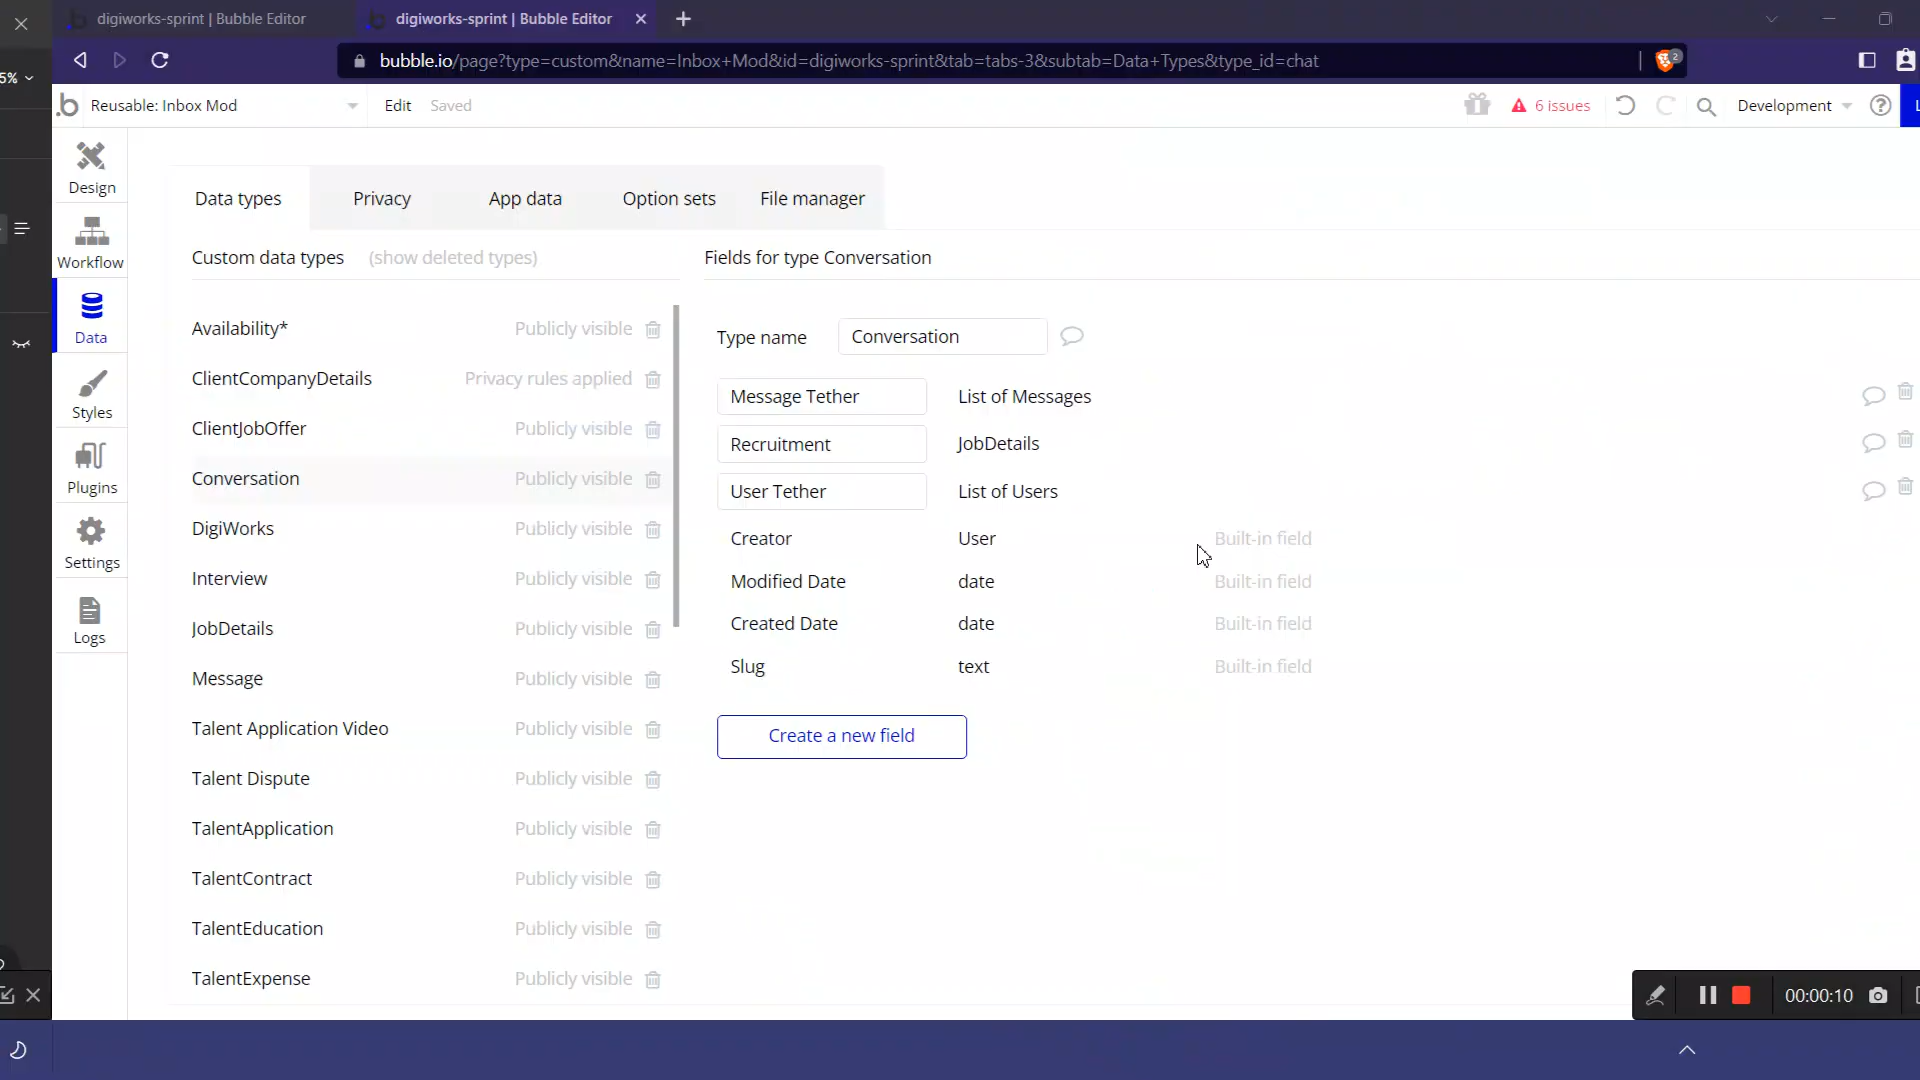 digiworks-sprint | Bubble Editor
digiworks-sprint | Bubble Editor
5%
bubble.io/page?type=custom&name=Inbox+Mod&id=digiworks-sprint&tab=tabs-3&subtab=Data+Types&type_id=chat
2
b Reusable: Inbox Mod
Edit
Saved
6 issues
Development
Design
Workflow
Data
Styles
Plugins
Settings
Logs
Data types
Privacy
App data
Option sets
File manager
Custom data types (show deleted types)
Availability* Publicly visible
ClientCompanyDetails Privacy rules applied
ClientJobOffer Publicly visible
Conversation Publicly visible
DigiWorks Publicly visible
Interview Publicly visible
JobDetails Publicly visible
Message Publicly visible
Talent Application Video Publicly visible
Talent Dispute Publicly visible
TalentApplication Publicly visible
TalentContract Publicly visible
TalentEducation Publicly visible
TalentExpense Publicly visible
Fields for type Conversation
Type name Conversation
Message Tether List of Messages
Recruitment JobDetails
User Tether List of Users
Creator User Built-in field
Modified Date date Built-in field
Created Date date Built-in field
Slug text Built-in field
Create a new field
00:00:10